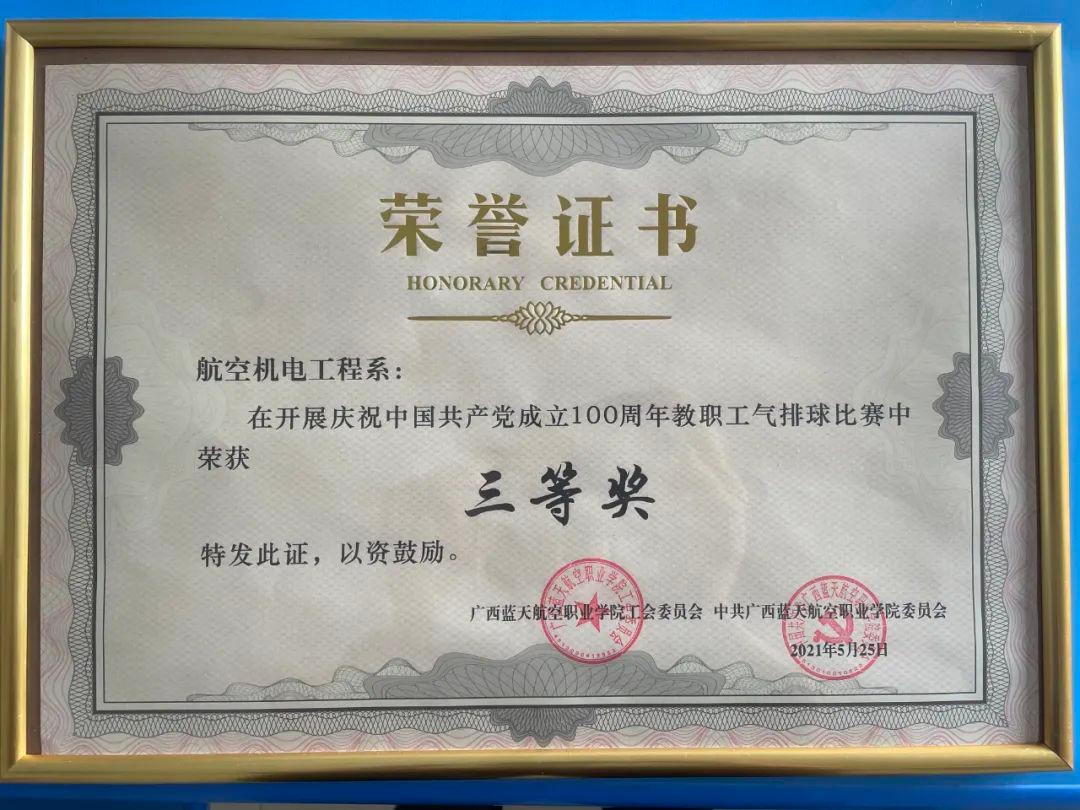 荣誉证书
HONORARY CREDENTIAL
航空机电工程系：
在开展庆祝中国共产党成立100周年教职工气排球比赛中
荣获
三等奖
特发此证，以资鼓励。
广西蓝天航空职业学院工会委员会 中共广西蓝天航空职业学院委员会
2021年5月25日